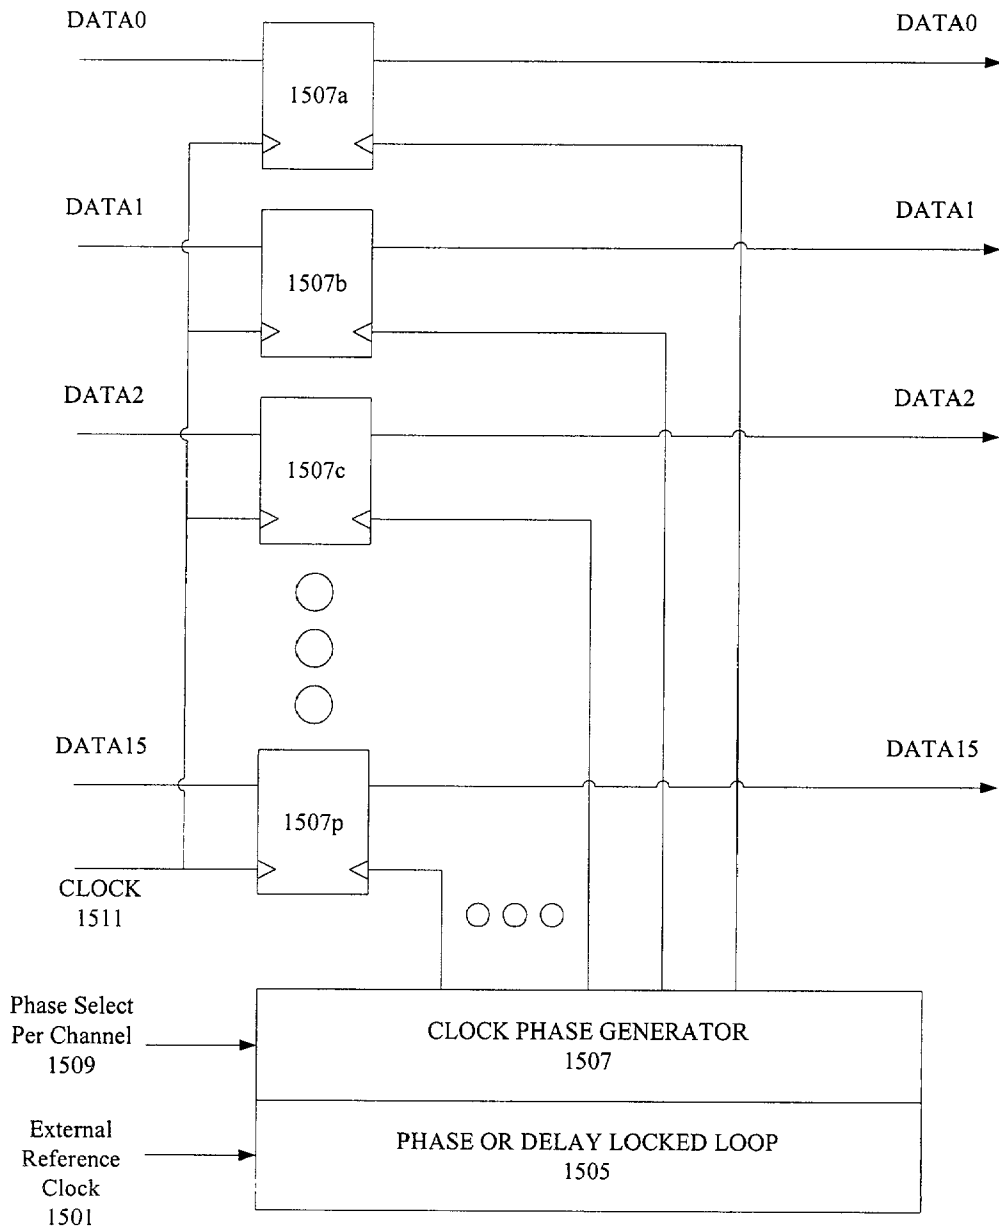 DATA0
DATA0
1507a
DATA1
DATA1
1507b
DATA2
DATA2
1507c
DATA15
DATA15
1507p
CLOCK
1511
Phase Select
Per Channel
1509
CLOCK PHASE GENERATOR
1507
External
Reference
Clock
1501
PHASE OR DELAY LOCKED LOOP
1505